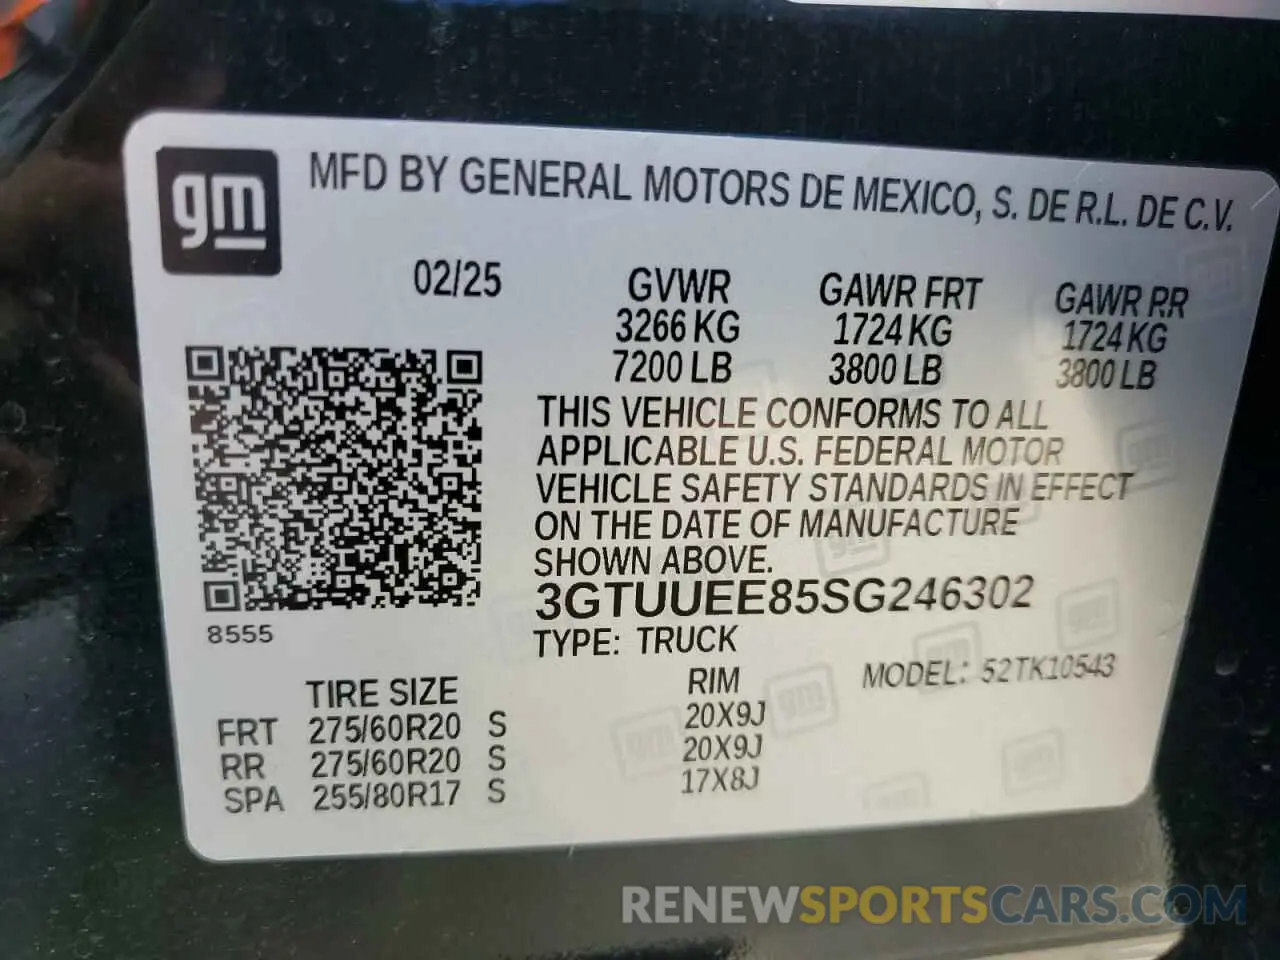 gm
MFD BY GENERAL MOTORS DE MEXICO, S. DE R.L. DE C.V.
02/25
GVWR GAWR FRT GAWR RR
3266 KG 1724 KG 1724 KG
7200 LB 3800 LB 3800 LB
THIS VEHICLE CONFORMS TO ALL
APPLICABLE U.S. FEDERAL MOTOR
VEHICLE SAFETY STANDARDS IN EFFECT
ON THE DATE OF MANUFACTURE
SHOWN ABOVE.
3GTUUEE85SG246302
8555
TYPE: TRUCK
TIRE SIZE RIM MODEL: 52TK10543
FRT 275/60R20 S 20X9J
RR 275/60R20 S 20X9J
SPA 255/80R17 S 17X8J
gm
gm
RENEWSPORTSCARS.COM